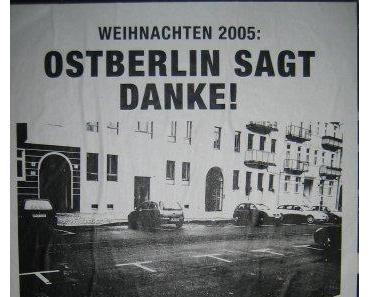 WEIHNACHTEN 2005:
OSTBERLIN SAGT
DANKE!